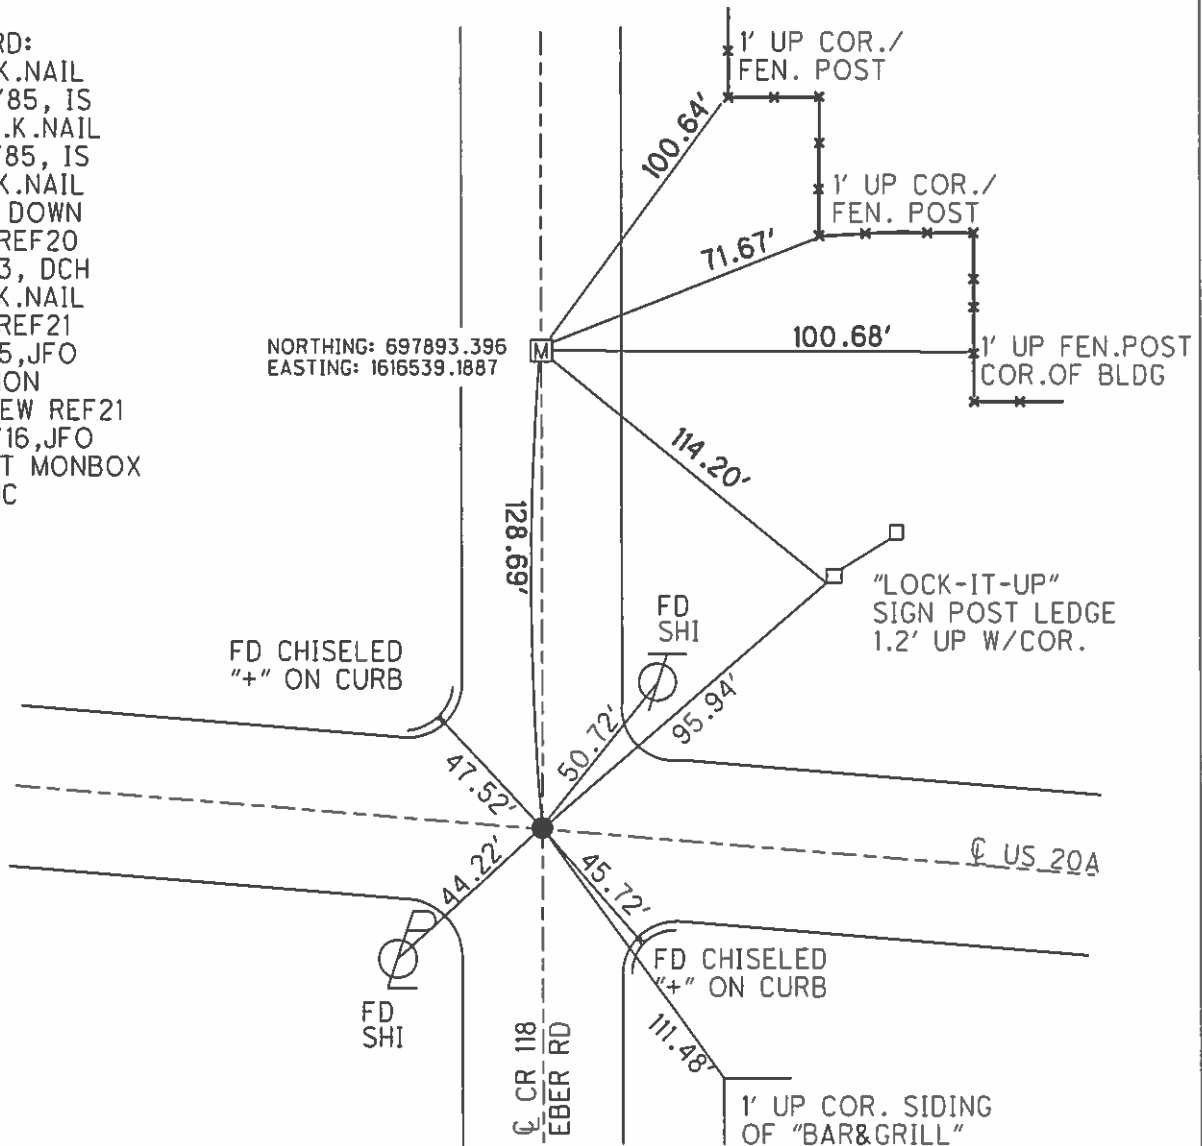 RD:
K.NAIL
/85, IS
.K.NAIL
/85, IS
K.NAIL
DOWN
REF20
3, DCH
K.NAIL
REF21
5,JFO
ION
EW REF21
/16,JFO
T MONBOX
C
1' UP COR./
FEN. POST
100.64'
1' UP COR./
FEN. POST
71.67'
NORTHING: 697893.396
EASTING: 1616539.1887
M
100.68'
1' UP FEN.POST
COR.OF BLDG
114.20'
128.69'
"LOCK-IT-UP"
SIGN POST LEDGE
1.2' UP W/COR.
FD
SHI
FD CHISELED
"+" ON CURB
95.94'
50.72'
47.52'
℄ US 20A
44.22'
45.72'
FD CHISELED
"+" ON CURB
FD
SHI
111.48'
℄ CR 118
EBER RD
1' UP COR. SIDING
OF "BAR&GRILL"